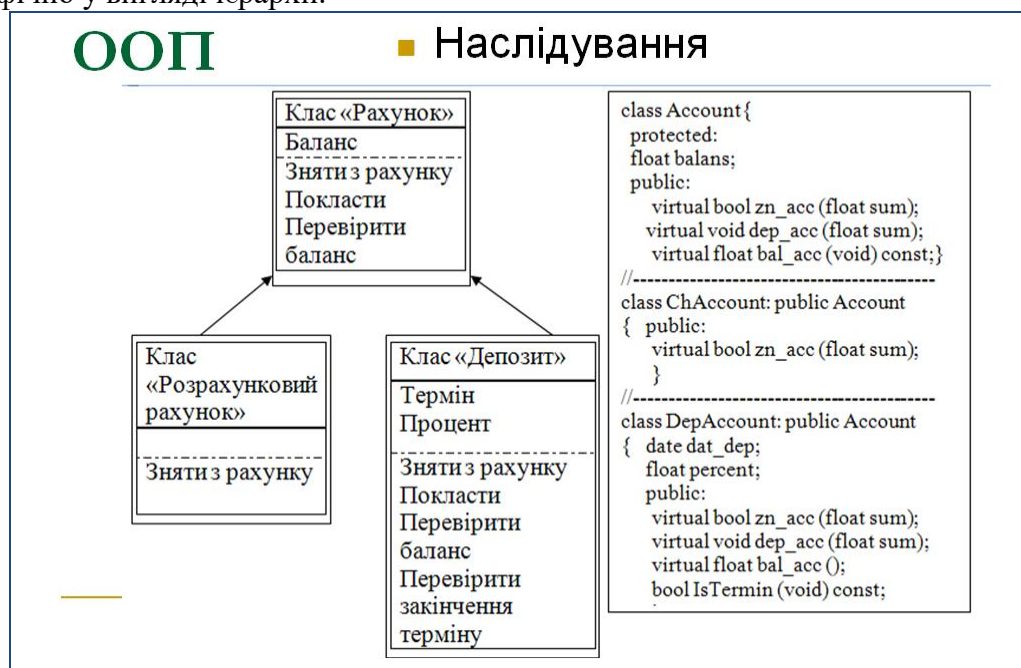 у вигляді ієрархії.
ООП
Наслідування
Клас «Рахунок»
Баланс
Зняти з рахунку
Покласти
Перевірити
баланс
Клас
«Розрахунковий
рахунок»
Зняти з рахунку
Клас «Депозит»
Термін
Процент
Зняти з рахунку
Покласти
Перевірити
баланс
Перевірити
закінчення
терміну
class Account{
protected:
float balans;
public:
virtual bool zn_acc (float sum);
virtual void dep_acc (float sum);
virtual float bal_acc (void) const;}
//-----------------------------------------
class ChAccount: public Account
{ public:
virtual bool zn_acc (float sum);
}
//-----------------------------------------
class DepAccount: public Account
{ date dat_dep;
float percent;
public:
virtual bool zn_acc (float sum);
virtual void dep_acc (float sum);
virtual float bal_acc ();
bool IsTermin (void) const;